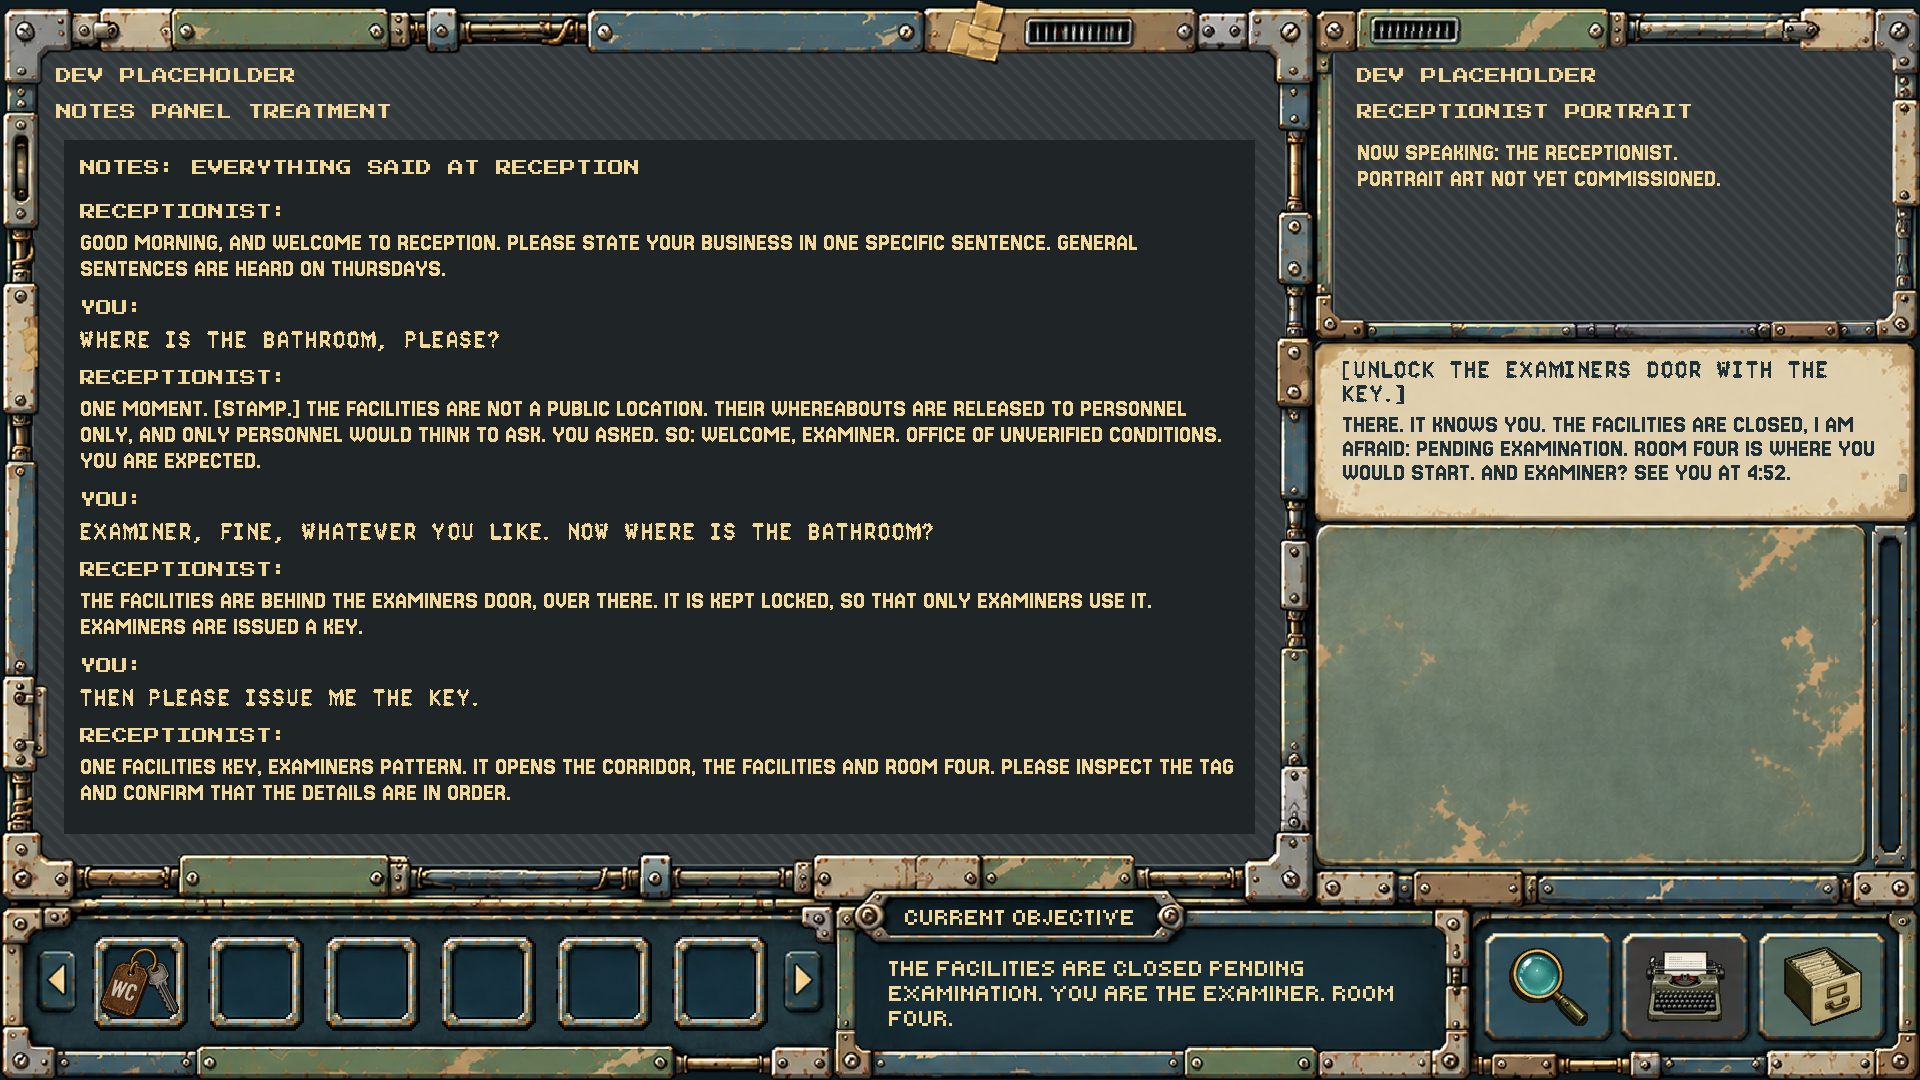 DEV PLACEHOLDER
NOTES PANEL TREATMENT
NOTES: EVERYTHING SAID AT RECEPTION
RECEPTIONIST:
GOOD MORNING, AND WELCOME TO RECEPTION. PLEASE STATE YOUR BUSINESS IN ONE SPECIFIC SENTENCE. GENERAL
SENTENCES ARE HEARD ON THURSDAYS.
YOU:
WHERE IS THE BATHROOM, PLEASE?
RECEPTIONIST:
ONE MOMENT. [STAMP.] THE FACILITIES ARE NOT A PUBLIC LOCATION. THEIR WHEREABOUTS ARE RELEASED TO PERSONNEL
ONLY, AND ONLY PERSONNEL WOULD THINK TO ASK. YOU ASKED. SO: WELCOME, EXAMINER. OFFICE OF UNVERIFIED CONDITIONS.
YOU ARE EXPECTED.
YOU:
EXAMINER, FINE, WHATEVER YOU LIKE. NOW WHERE IS THE BATHROOM?
RECEPTIONIST:
THE FACILITIES ARE BEHIND THE EXAMINERS DOOR, OVER THERE. IT IS KEPT LOCKED, SO THAT ONLY EXAMINERS USE IT.
EXAMINERS ARE ISSUED A KEY.
YOU:
THEN PLEASE ISSUE ME THE KEY.
RECEPTIONIST:
ONE FACILITIES KEY, EXAMINERS PATTERN. IT OPENS THE CORRIDOR, THE FACILITIES AND ROOM FOUR. PLEASE INSPECT THE TAG
AND CONFIRM THAT THE DETAILS ARE IN ORDER.
DEV PLACEHOLDER
RECEPTIONIST PORTRAIT
NOW SPEAKING: THE RECEPTIONIST.
PORTRAIT ART NOT YET COMMISSIONED.
[UNLOCK THE EXAMINERS DOOR WITH THE
KEY.]
THERE. IT KNOWS YOU. THE FACILITIES ARE CLOSED, I AM
AFRAID: PENDING EXAMINATION. ROOM FOUR IS WHERE YOU
WOULD START. AND EXAMINER? SEE YOU AT 4:52.
WC
CURRENT OBJECTIVE
THE FACILITIES ARE CLOSED PENDING
EXAMINATION. YOU ARE THE EXAMINER. ROOM
FOUR.